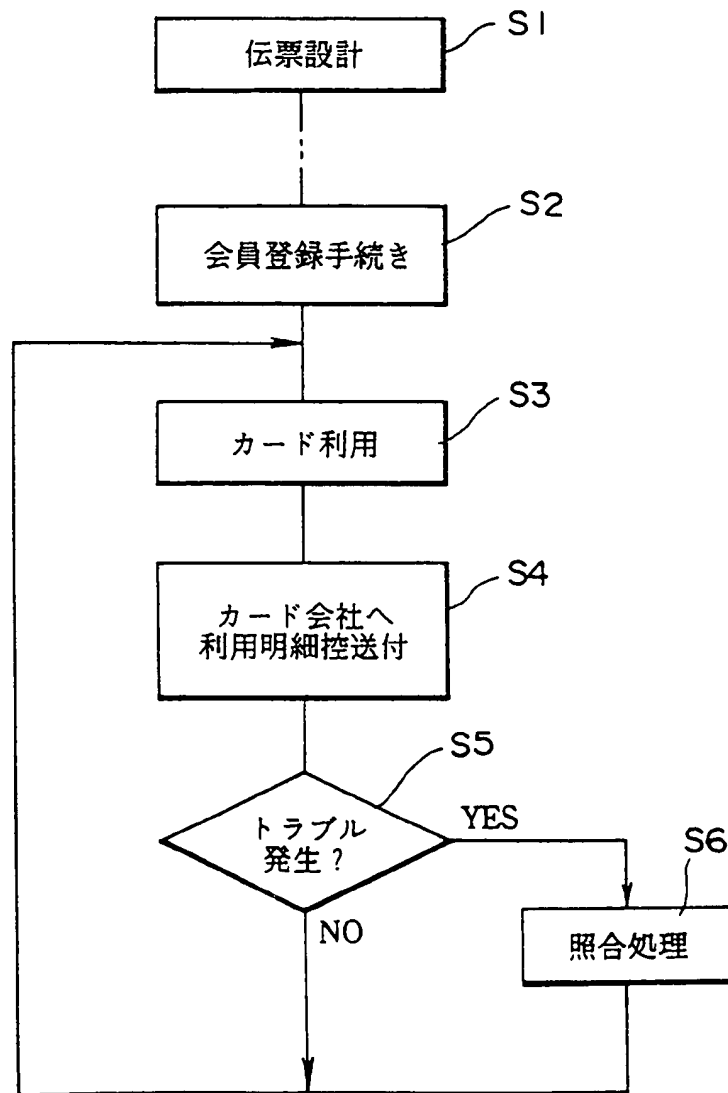 伝票設計
S1
会員登録手続き
S2
カード利用
S3
カード会社へ
利用明細控送付
S4
トラブル
発生?
S5
YES
NO
照合処理
S6